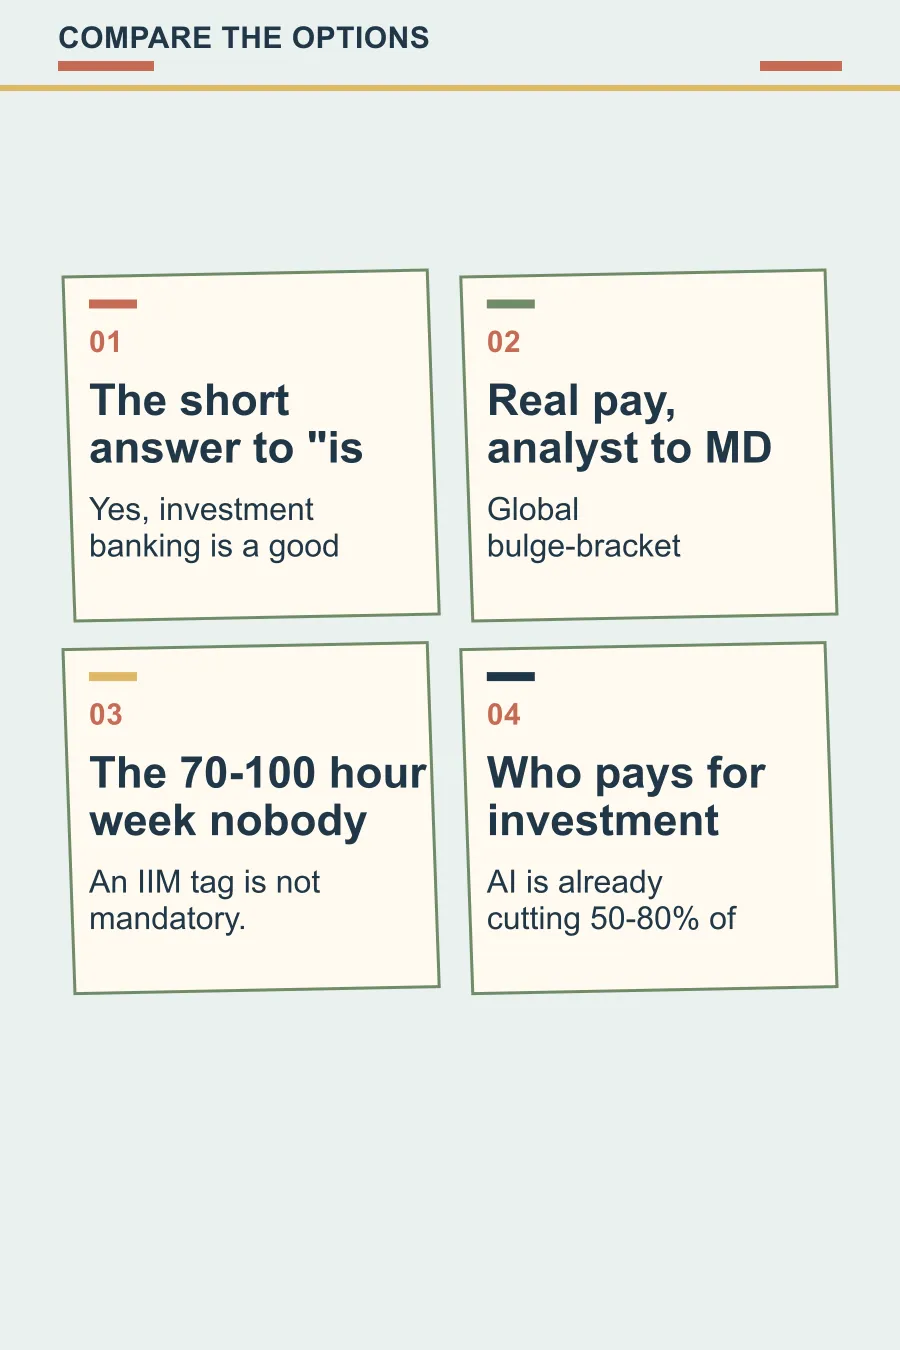 COMPARE THE OPTIONS
01
The short
answer to "is
Yes, investment
banking is a good
02
Real pay,
analyst to MD
Global
bulge-bracket
03
The 70-100 hour
week nobody
An IIM tag is not
mandatory.
04
Who pays for
investment
AI is already
cutting 50-80% of